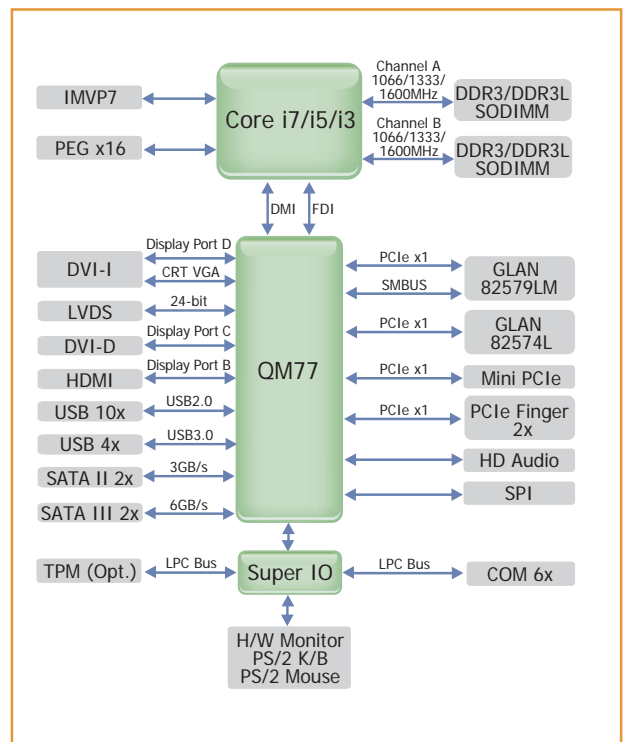 IMVP7
PEG x16
Core i7/i5/i3
Channel A
1066/1333/
1600MHz
DDR3/DDR3L
SODIMM
Channel B
1066/1333/
1600MHz
DDR3/DDR3L
SODIMM
DMI
FDI
DVI-I
Display Port D
CRT VGA
LVDS
24-bit
DVI-D
Display Port C
HDMI
Display Port B
USB 10x
USB2.0
USB 4x
USB3.0
SATA II 2x
3GB/s
SATA III 2x
6GB/s
QM77
PCIe x1
SMBUS
GLAN
82579LM
PCIe x1
GLAN
82574L
PCIe x1
Mini PCIe
PCIe x1
PCIe Finger
2x
HD Audio
SPI
TPM (Opt.)
LPC Bus
Super IO
LPC Bus
COM 6x
H/W Monitor
PS/2 K/B
PS/2 Mouse